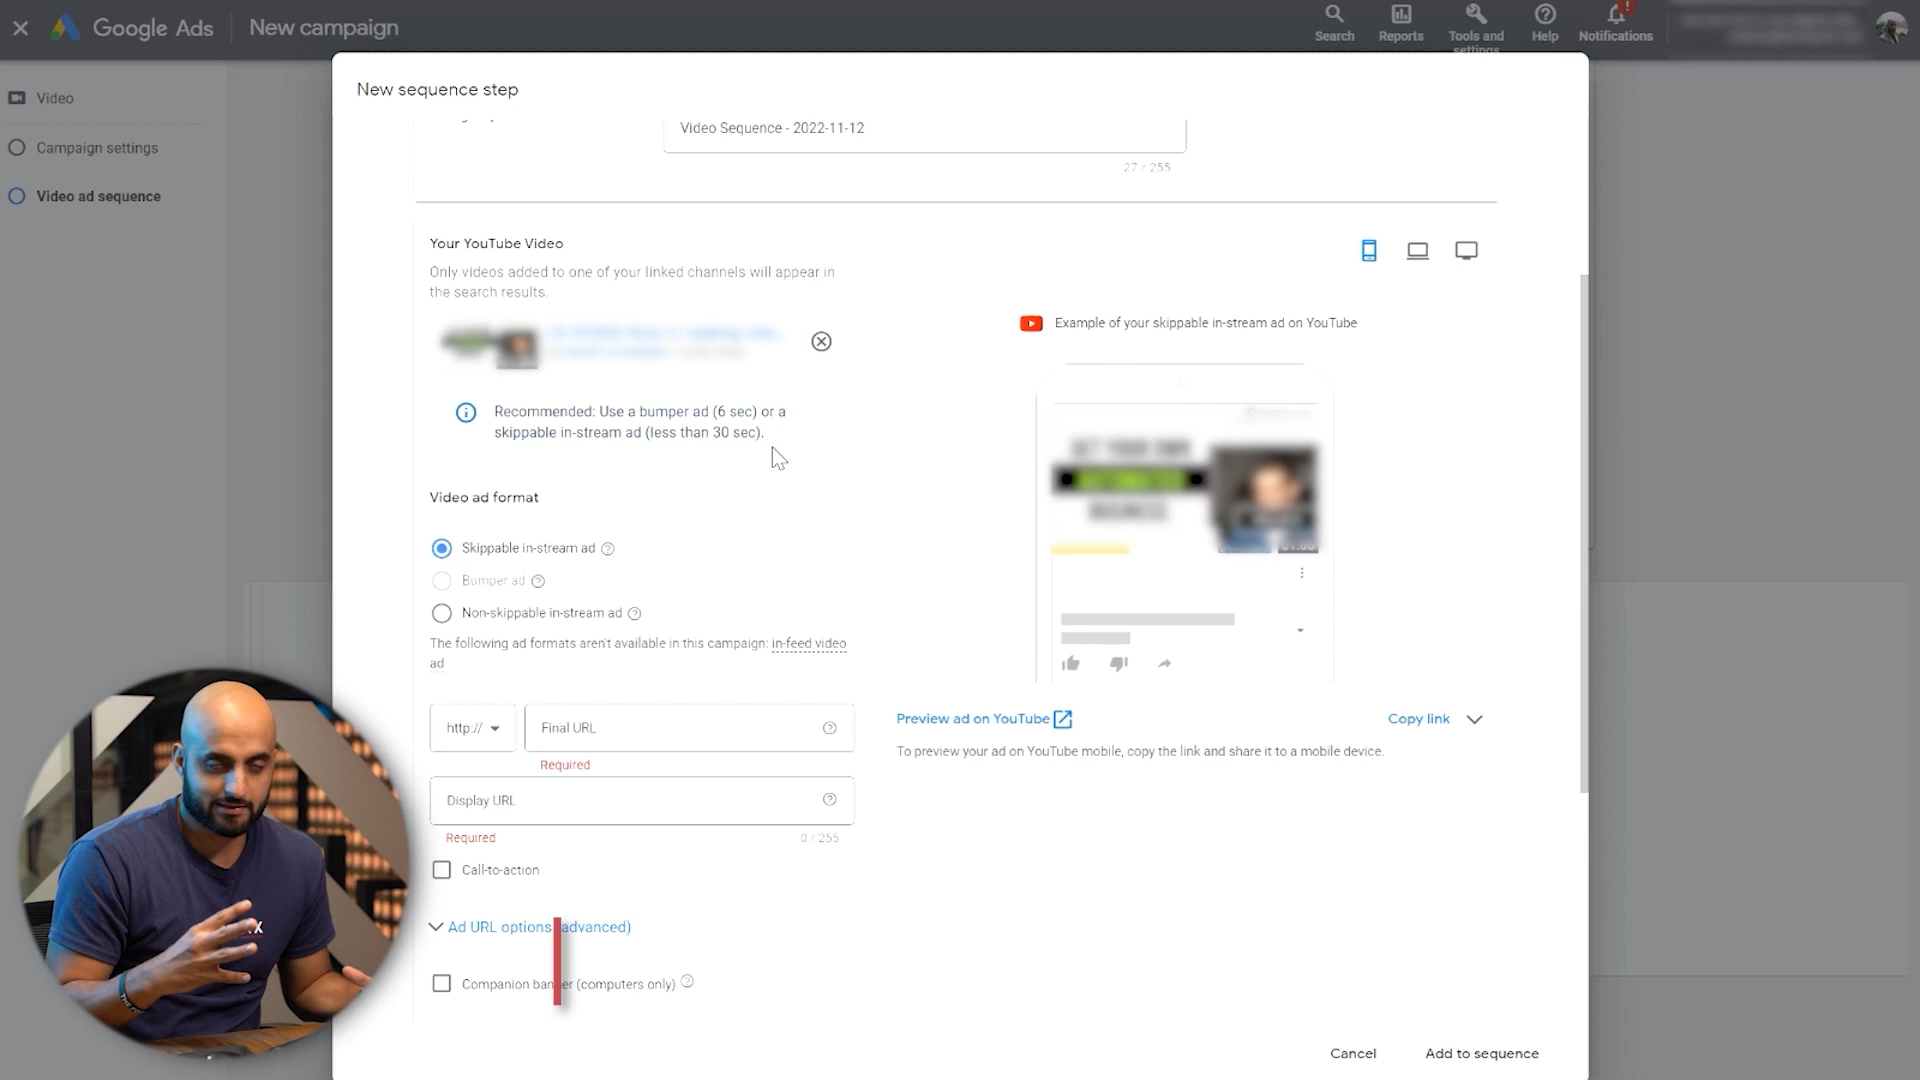 Google Ads
New campaign
Search
Reports
Tools and
settings
Help
!
Notifications
Video
Campaign settings
Video ad sequence
New sequence step
Video Sequence - 2022-11-12
27 / 255
Your YouTube Video
Only videos added to one of your linked channels will appear in
the search results.
Recommended: Use a bumper ad (6 sec) or a
skippable in-stream ad (less than 30 sec).
Video ad format
Skippable in-stream ad
Bumper ad
Non-skippable in-stream ad
The following ad formats aren't available in this campaign: in-feed video
ad
http://
Final URL
Required
Display URL
Required
0 / 255
Call-to-action
Ad URL options (advanced)
Companion banner (computers only)
Example of your skippable in-stream ad on YouTube
GET YOUR OWN
BUSINESS
Preview ad on YouTube
Copy link
To preview your ad on YouTube mobile, copy the link and share it to a mobile device.
Cancel
Add to sequence